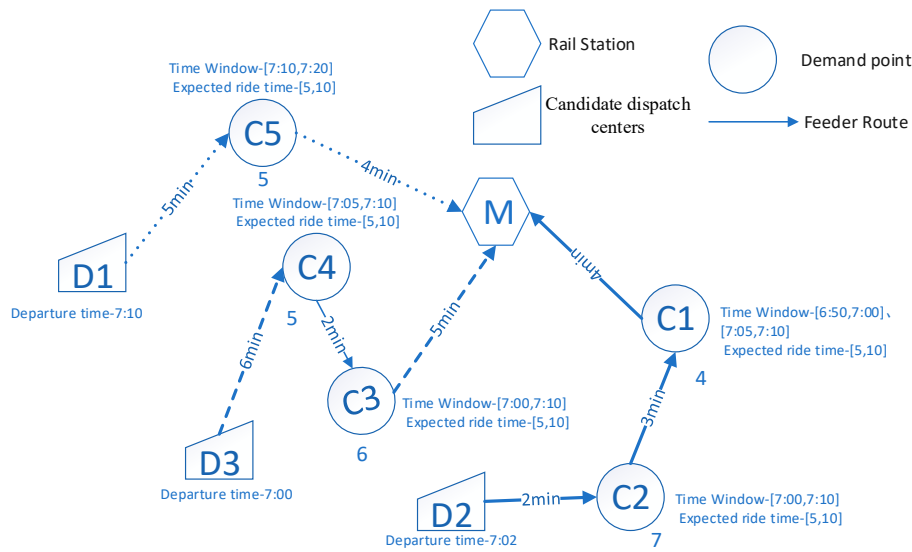 Rail Station
Demand point
Candidate dispatch
centers
Feeder Route
Time Window-[7:10,7:20]
Expected ride time-[5,10]
C5
5
4min
5min
M
Time Window-[7:05,7:10]
Expected ride time-[5,10]
D1
Departure time-7:10
C4
5
4min
C1
Time Window-[6:50,7:00]、
[7:05,7:10]
Expected ride time-[5,10]
4
6min
2min
5min
C3
Time Window-[7:00,7:10]
Expected ride time-[5,10]
6
3min
D3
Departure time-7:00
D2
Departure time-7:02
2min
C2
Time Window-[7:00,7:10]
Expected ride time-[5,10]
7